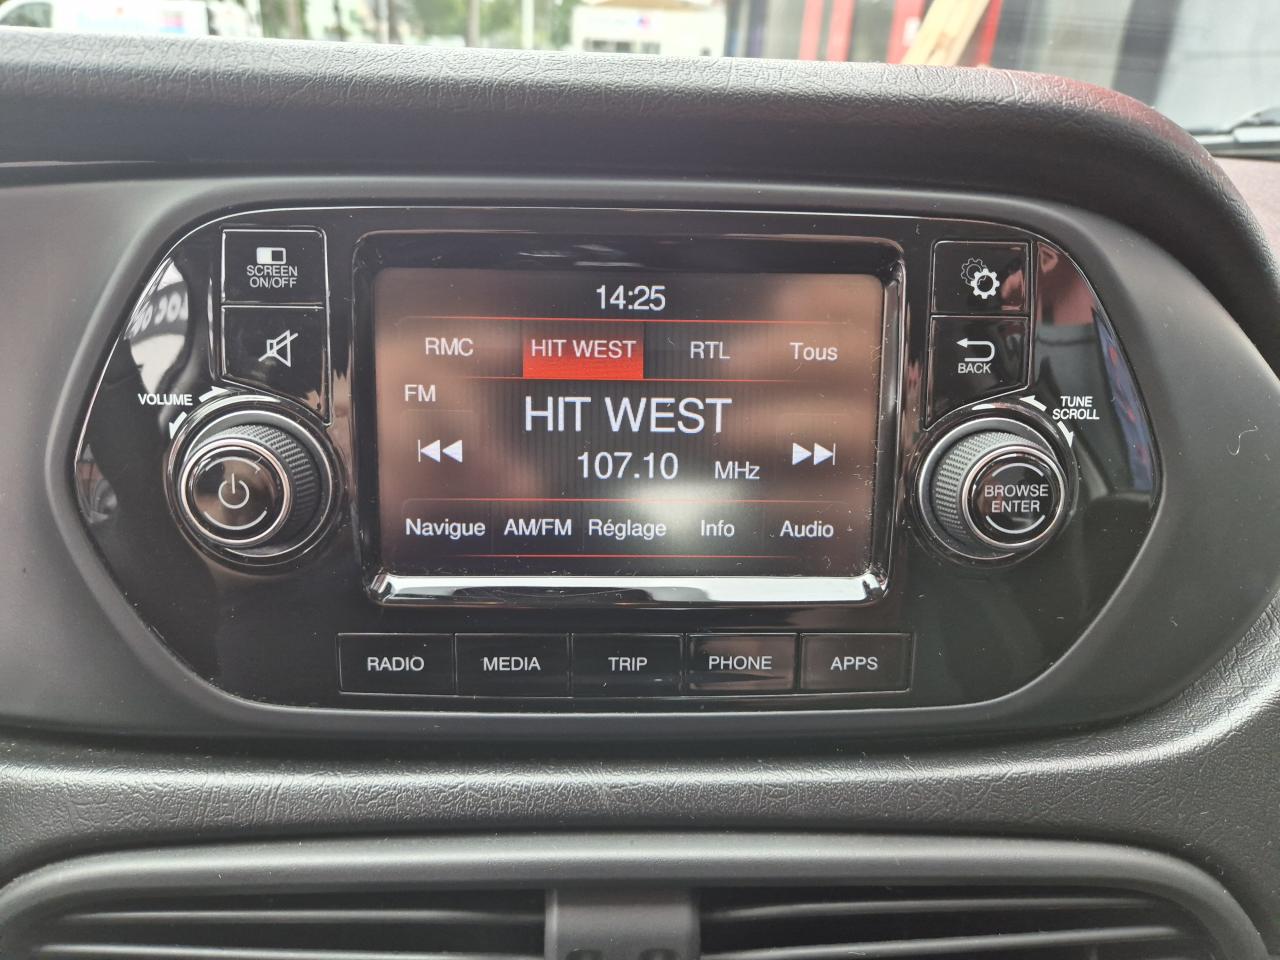 SCREEN
ON/OFF
VOLUME
14:25
RMC HIT WEST RTL Tous
FM
HIT WEST
107.10 MHz
Navigue AM/FM Réglage Info Audio
BACK
TUNE
SCROLL
BROWSE
ENTER
RADIO MEDIA TRIP PHONE APPS